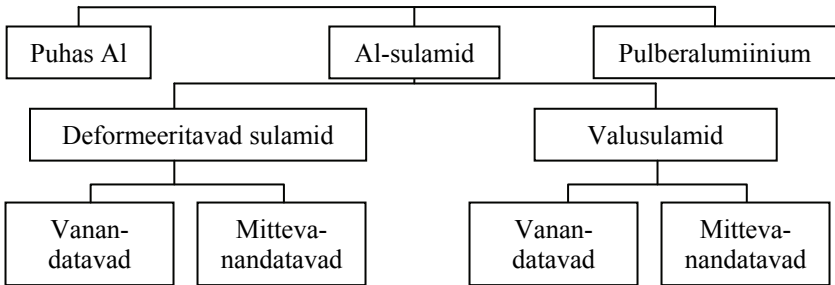 Puhas Al
Al-sulamid
Pulberalumiinium
Deformeeritavad sulamid
Valusulamid
Vanan-
datavad
Mitteva-
nandatavad
Vanan-
datavad
Mitteva-
nandatavad